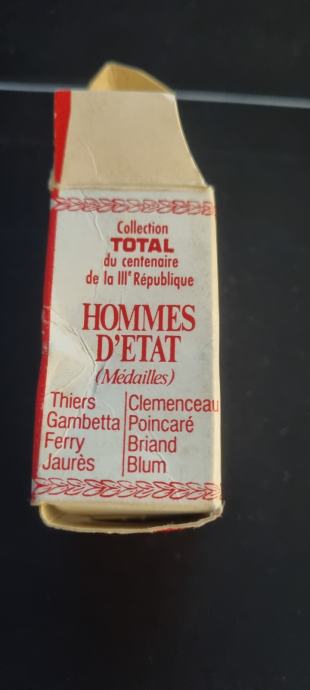 Collection
TOTAL
du centenaire
de la IIIe République
HOMMES
D'ETAT
(Médailles)
Thiers
Gambetta
Ferry
Jaurès
Clemenceau
Poincaré
Briand
Blum